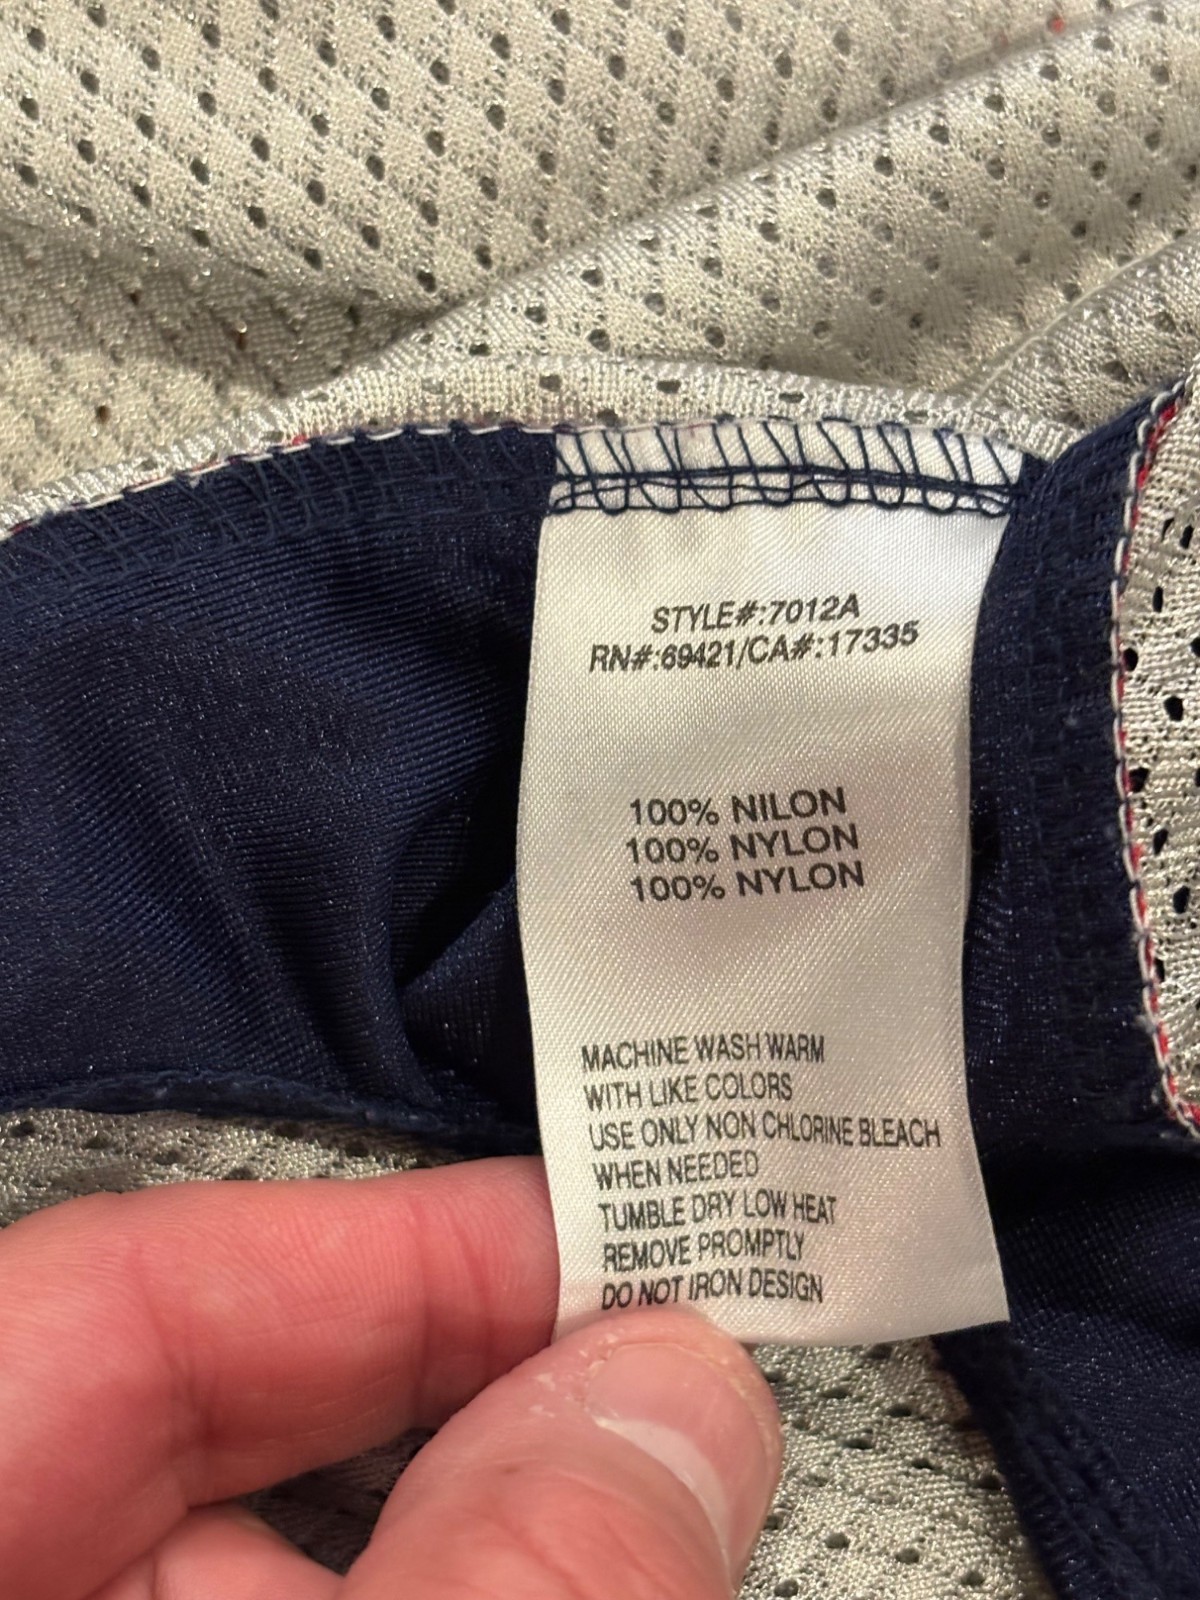 STYLE#:7012A
RN#:69421/CA#:17335
100% NILON
100% NYLON
100% NYLON
MACHINE WASH WARM
WITH LIKE COLORS
USE ONLY NON CHLORINE BLEACH
WHEN NEEDED
TUMBLE DRY LOW HEAT
REMOVE PROMPTLY
DO NOT IRON DESIGN